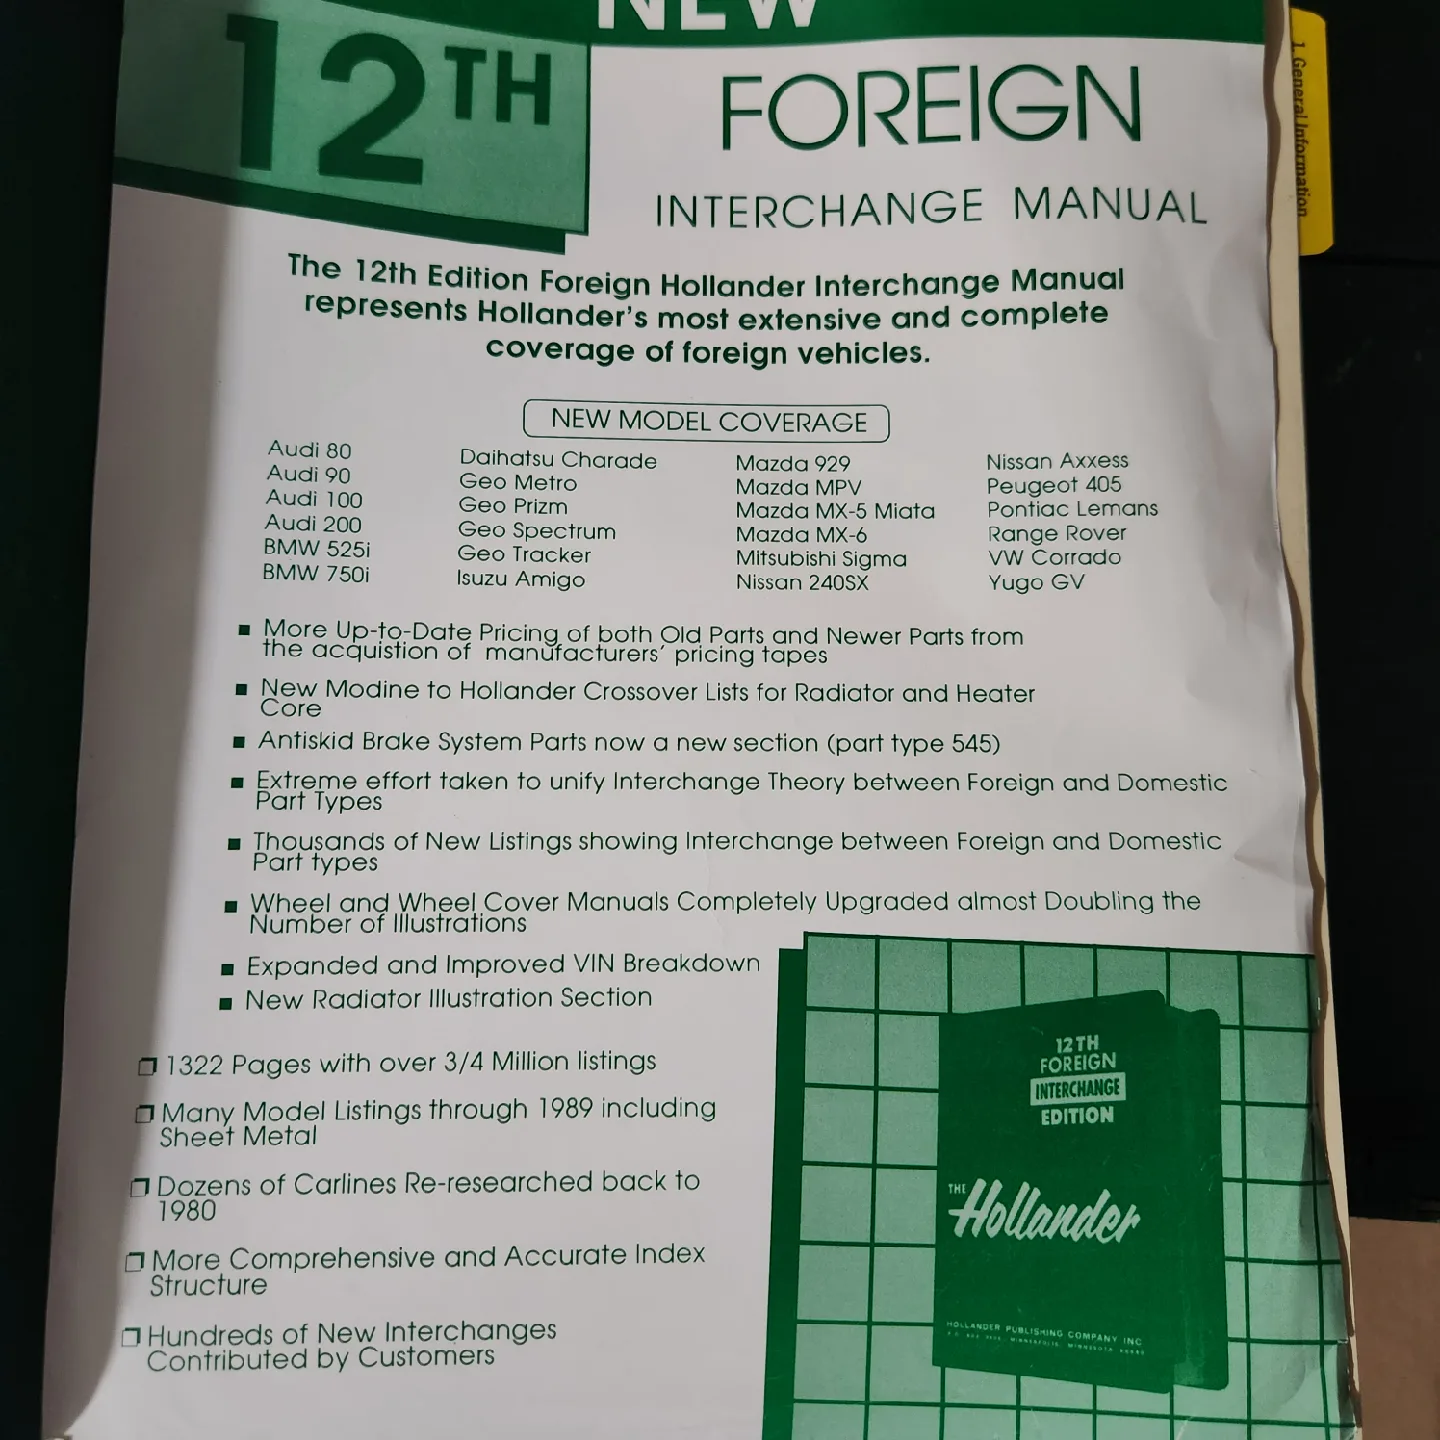 NEW
12TH
FOREIGN
INTERCHANGE MANUAL
The 12th Edition Foreign Hollander Interchange Manual
represents Hollander's most extensive and complete
coverage of foreign vehicles.
NEW MODEL COVERAGE
Audi 80
Audi 90
Audi 100
Audi 200
BMW 525i
BMW 750i
Daihatsu Charade
Geo Metro
Geo Prizm
Geo Spectrum
Geo Tracker
Isuzu Amigo
Mazda 929
Mazda MPV
Mazda MX-5 Miata
Mazda MX-6
Mitsubishi Sigma
Nissan 240SX
Nissan Axxess
Peugeot 405
Pontiac Lemans
Range Rover
VW Corrado
Yugo GV
■ More Up-to-Date Pricing of both Old Parts and Newer Parts from
the acquistion of manufacturers' pricing tapes
■ New Modine to Hollander Crossover Lists for Radiator and Heater
Core
■ Antiskid Brake System Parts now a new section (part type 545)
■ Extreme effort taken to unify Interchange Theory between Foreign and Domestic
Part Types
■ Thousands of New Listings showing Interchange between Foreign and Domestic
Part types
■ Wheel and Wheel Cover Manuals Completely Upgraded almost Doubling the
Number of Illustrations
■ Expanded and Improved VIN Breakdown
■ New Radiator Illustration Section
❒ 1322 Pages with over 3/4 Million listings
❒ Many Model Listings through 1989 including
Sheet Metal
❒ Dozens of Carlines Re-researched back to
1980
❒ More Comprehensive and Accurate Index
Structure
❒ Hundreds of New Interchanges
Contributed by Customers
12TH
FOREIGN
INTERCHANGE
EDITION
THE Hollander
HOLLANDER PUBLISHING COMPANY INC
MINNEAPOLIS, MINNESOTA
1. General Information